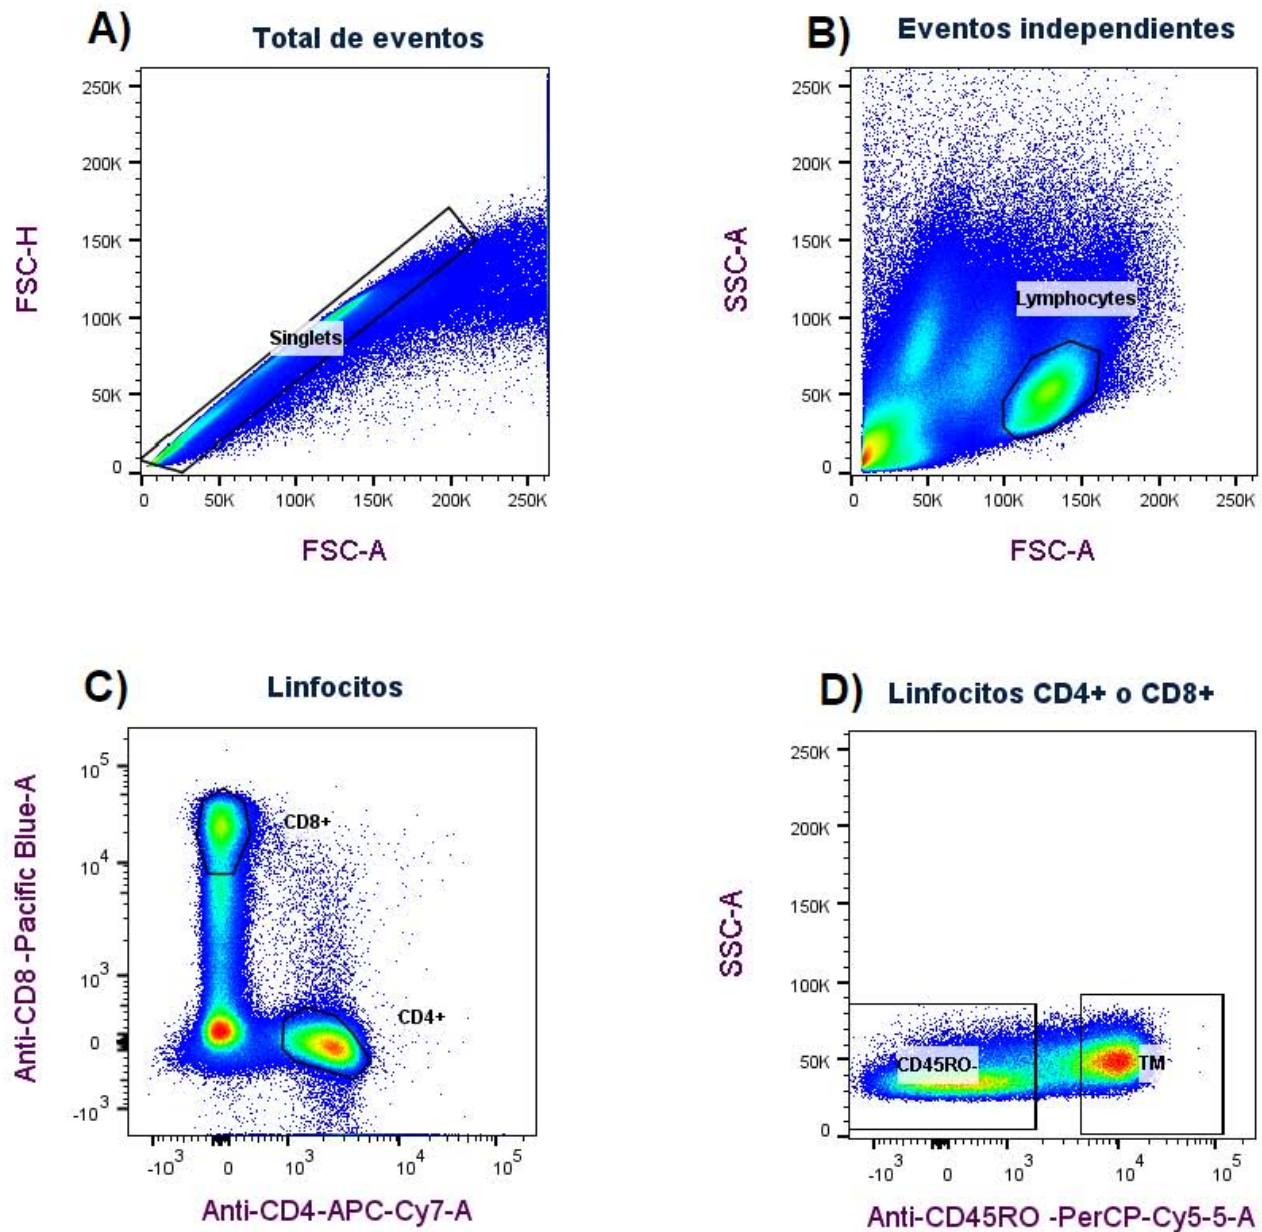 A)
Total de eventos
250K
200K
150K
100K
50K
0
FSC-H
Singlets
0 50K 100K 150K 200K 250K
FSC-A
B)
Eventos independientes
250K
200K
150K
100K
50K
0
SSC-A
Lymphocytes
0 50K 100K 150K 200K 250K
FSC-A
C)
Linfocitos
10^5
10^4
10^3
0
-10^3
Anti-CD8 -Pacific Blue-A
CD8+
CD4+
-10^3 0 10^3 10^4 10^5
Anti-CD4-APC-Cy7-A
D)
Linfocitos CD4+ o CD8+
250K
200K
150K
100K
50K
0
SSC-A
CD45RO-
TM
-10^3 0 10^3 10^4 10^5
Anti-CD45RO -PerCP-Cy5-5-A